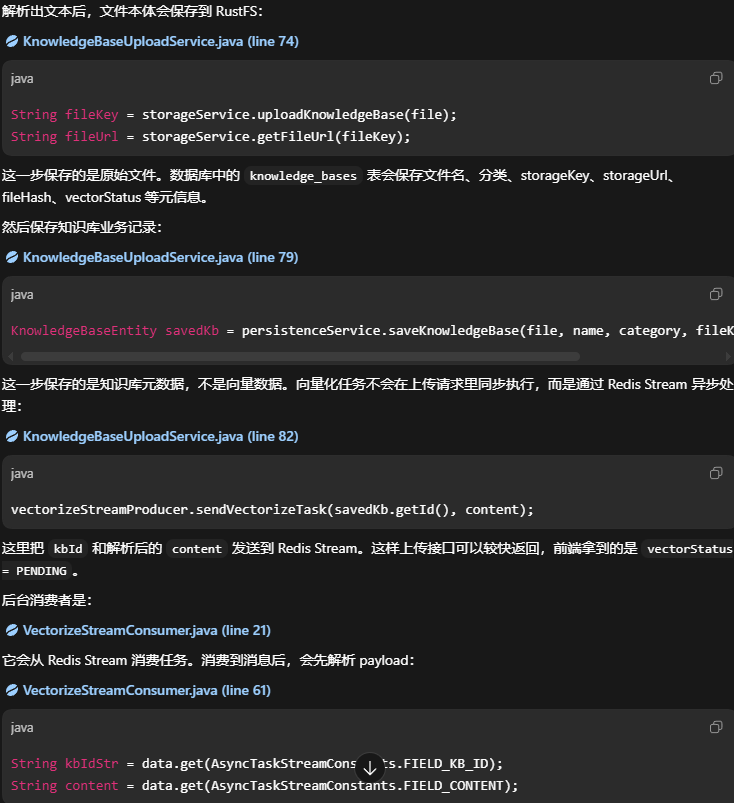 解析出文本后，文件本体会保存到 RustFS：
KnowledgeBaseUploadService.java (line 74)
java
String fileKey = storageService.uploadKnowledgeBase(file);
String fileUrl = storageService.getFileUrl(fileKey);
这一步保存的是原始文件。数据库中的 knowledge_bases 表会保存文件名、分类、storageKey、storageUrl、
fileHash、vectorStatus 等元信息。
然后保存知识库业务记录：
KnowledgeBaseUploadService.java (line 79)
java
KnowledgeBaseEntity savedKb = persistenceService.saveKnowledgeBase(file, name, category, fileK
这一步保存的是知识库元数据，不是向量数据。向量化任务不会在上传请求里同步执行，而是通过 Redis Stream 异步处
理：
KnowledgeBaseUploadService.java (line 82)
java
vectorizeStreamProducer.sendVectorizeTask(savedKb.getId(), content);
这里把 kbId 和解析后的 content 发送到 Redis Stream。这样上传接口可以较快返回，前端拿到的是 vectorStatus
= PENDING 。
后台消费者是：
VectorizeStreamConsumer.java (line 21)
它会从 Redis Stream 消费任务。消费到消息后，会先解析 payload：
VectorizeStreamConsumer.java (line 61)
java
String kbIdStr = data.get(AsyncTaskStreamConstants.FIELD_KB_ID);
String content = data.get(AsyncTaskStreamConstants.FIELD_CONTENT);